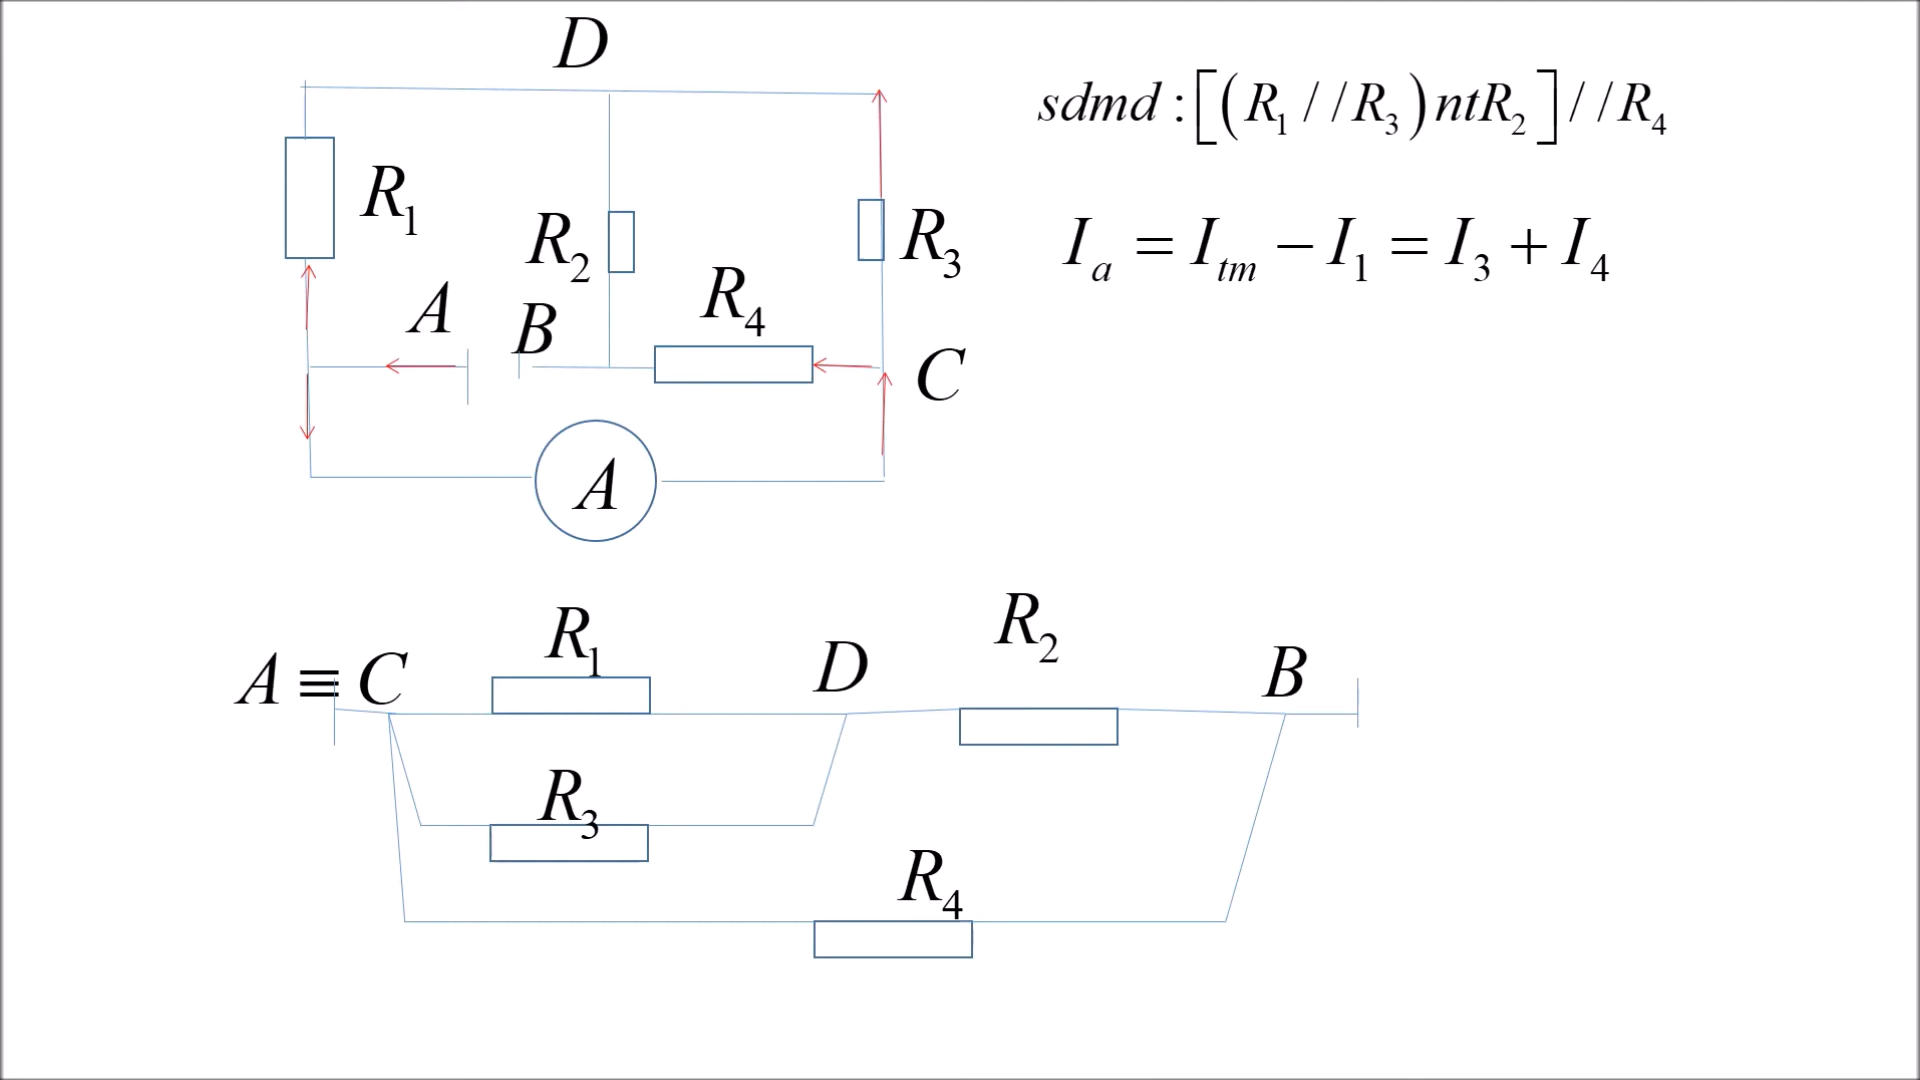 D
sdmd : [(R₁ / / R₃) ntR₂] / / R₄
R₁
R₂
R₃
Iₐ = Iₜₘ − I₁ = I₃ + I₄
A
B
R₄
C
A
R₁
R₂
A ≡ C
D
B
R₃
R₄